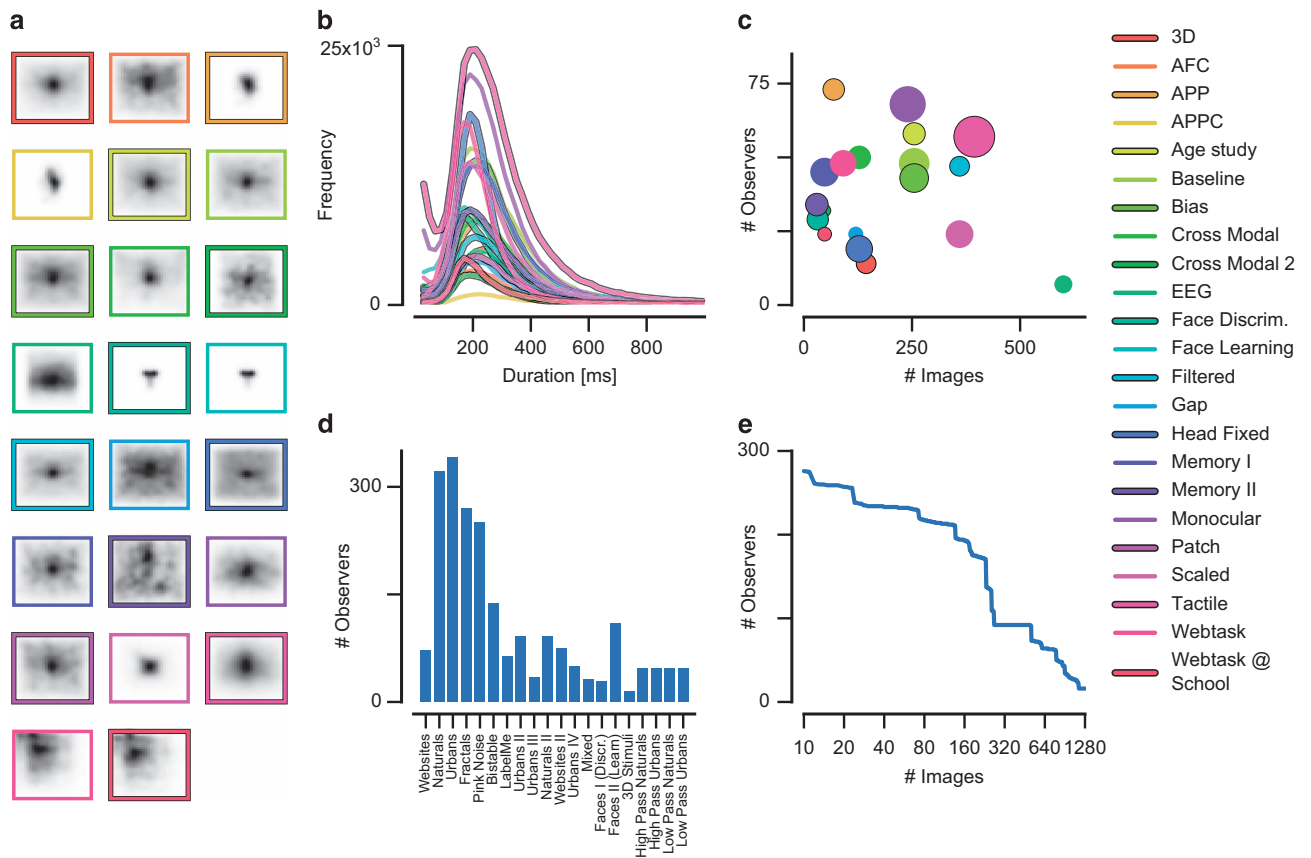 a
b
25x10³
Frequency
0
200
400
600
800
Duration [ms]
c
75
# Observers
0
0
250
500
# Images
3D
AFC
APP
APPC
Age study
Baseline
Bias
Cross Modal
Cross Modal 2
EEG
Face Discrim.
Face Learning
Filtered
Gap
Head Fixed
Memory I
Memory II
Monocular
Patch
Scaled
Tactile
Webtask
Webtask @
School
d
300
# Observers
0
Websites
Naturals
Urbans
Fractals
Pink Noise
Bistable
LabelMe
Urbans II
Urbans III
Naturals II
Websites II
Urbans IV
Mixed
Faces I (Discr.)
Faces II (Learn)
3D Stimuli
High Pass Naturals
High Pass Urbans
Low Pass Naturals
Low Pass Urbans
e
300
# Observers
0
10
20
40
80
160
320
640
1280
# Images